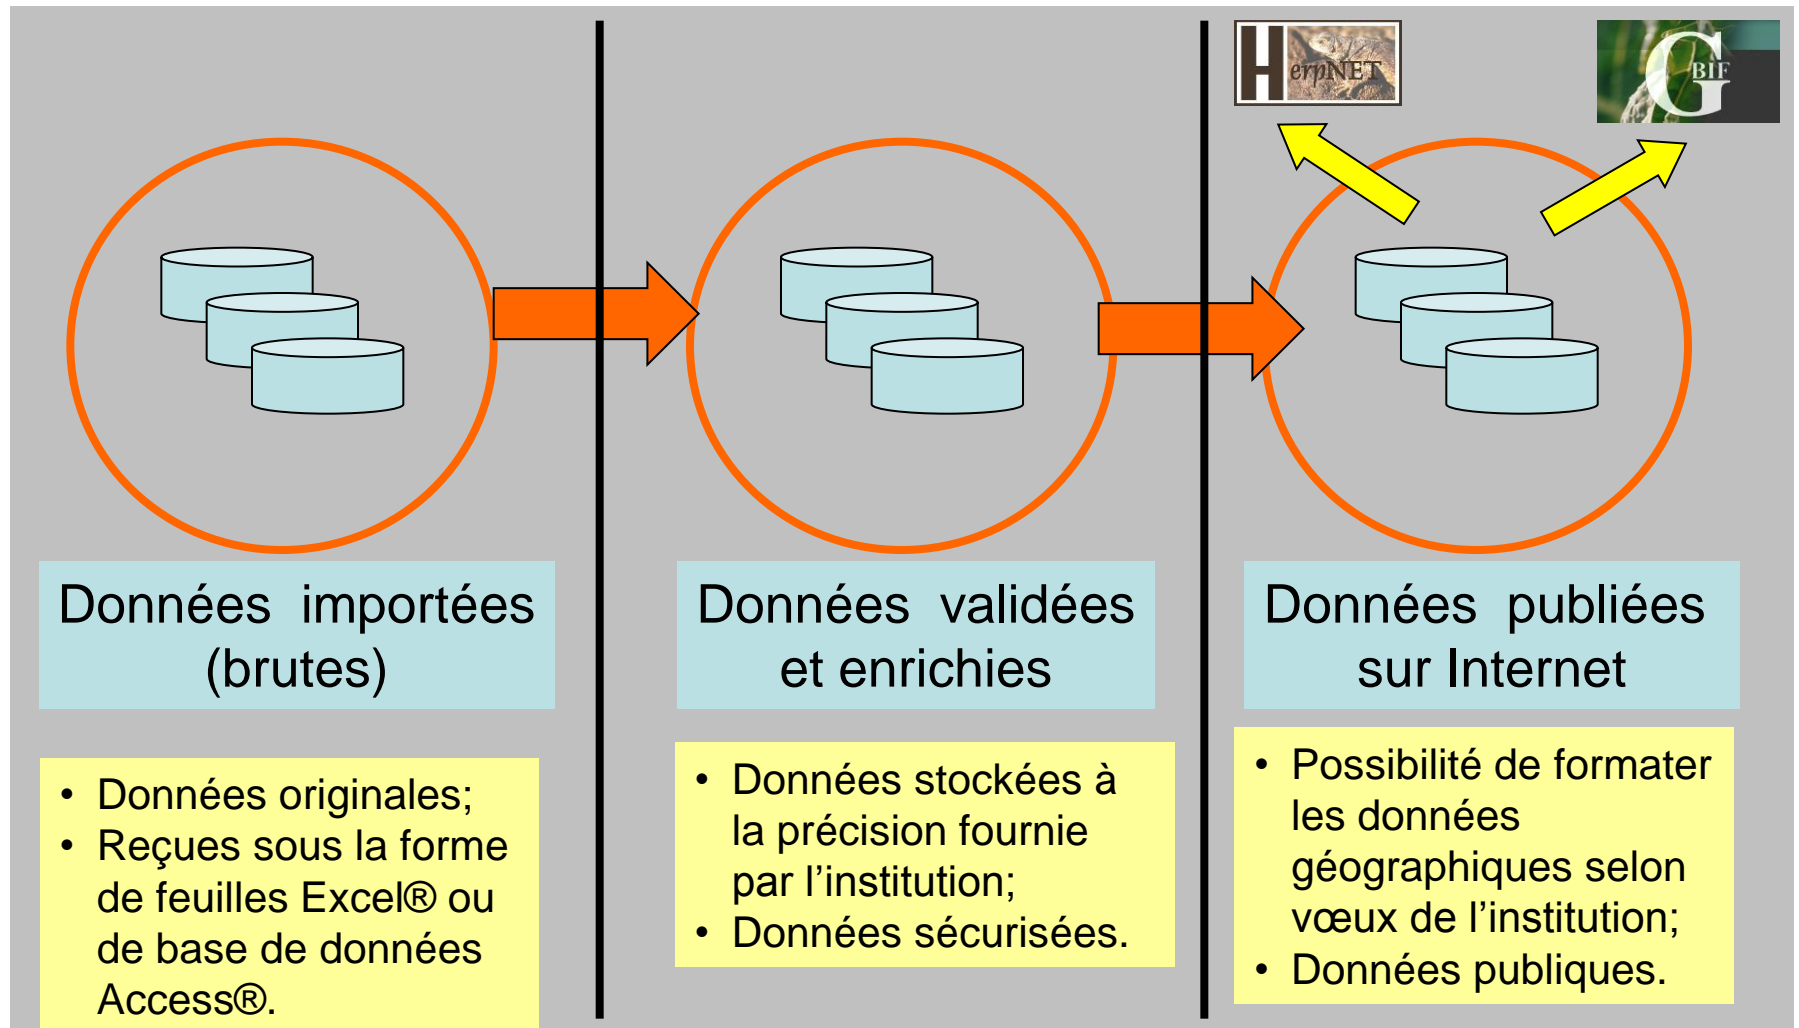 HerpNET
GBIF
Données importées
(brutes)
Données validées
et enrichies
Données publiées
sur Internet
• Données originales;
• Reçues sous la forme
de feuilles Excel® ou
de base de données
Access®.
• Données stockées à
la précision fournie
par l’institution;
• Données sécurisées.
• Possibilité de formater
les données
géographiques selon
vœux de l’institution;
• Données publiques.